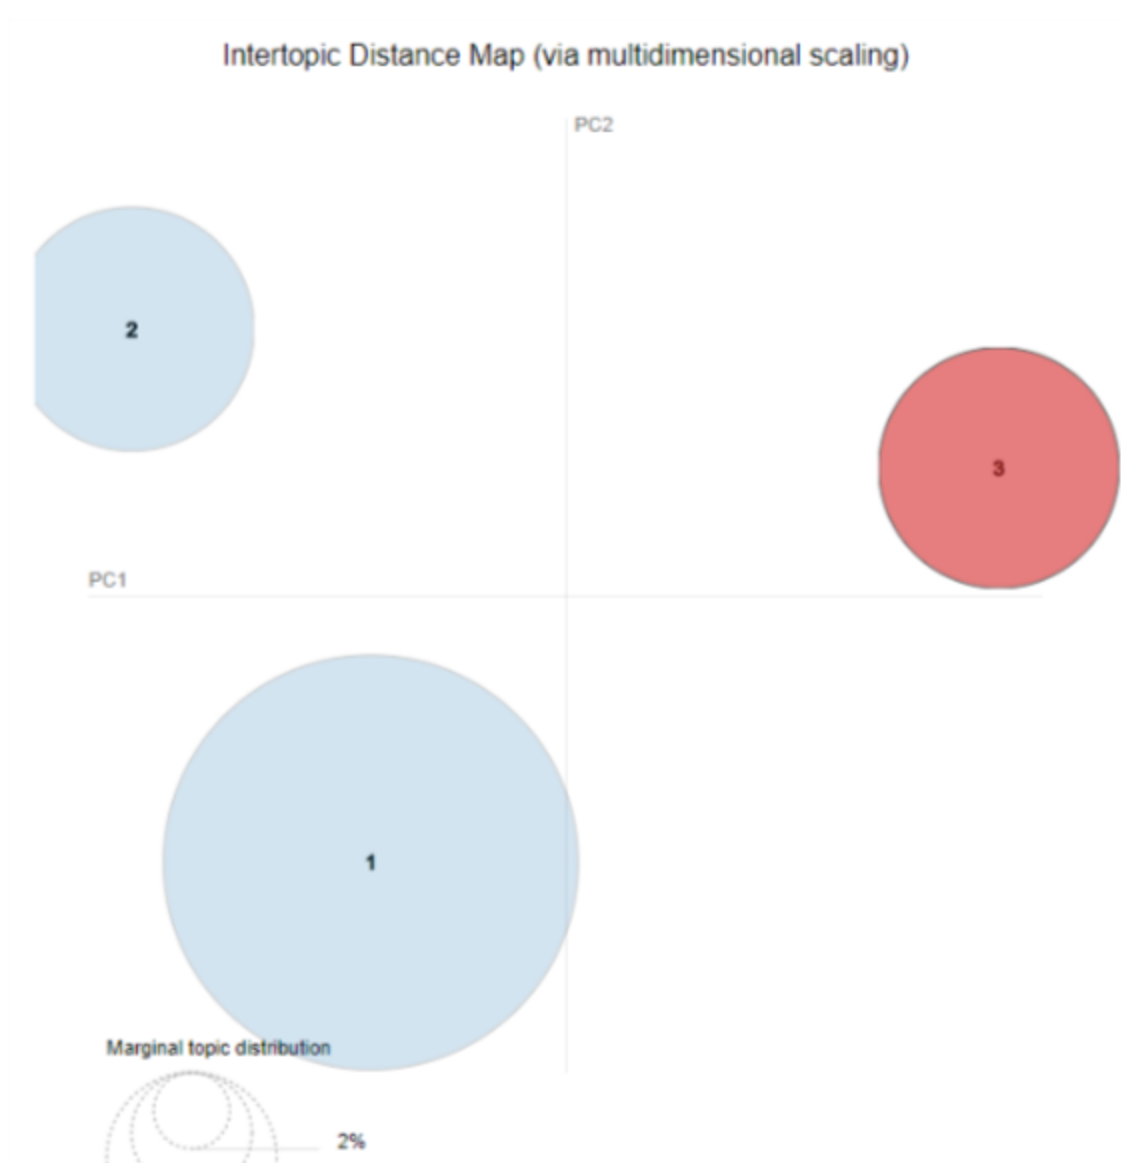 Intertopic Distance Map (via multidimensional scaling)
PC2
2
3
PC1
1
Marginal topic distribution
2%